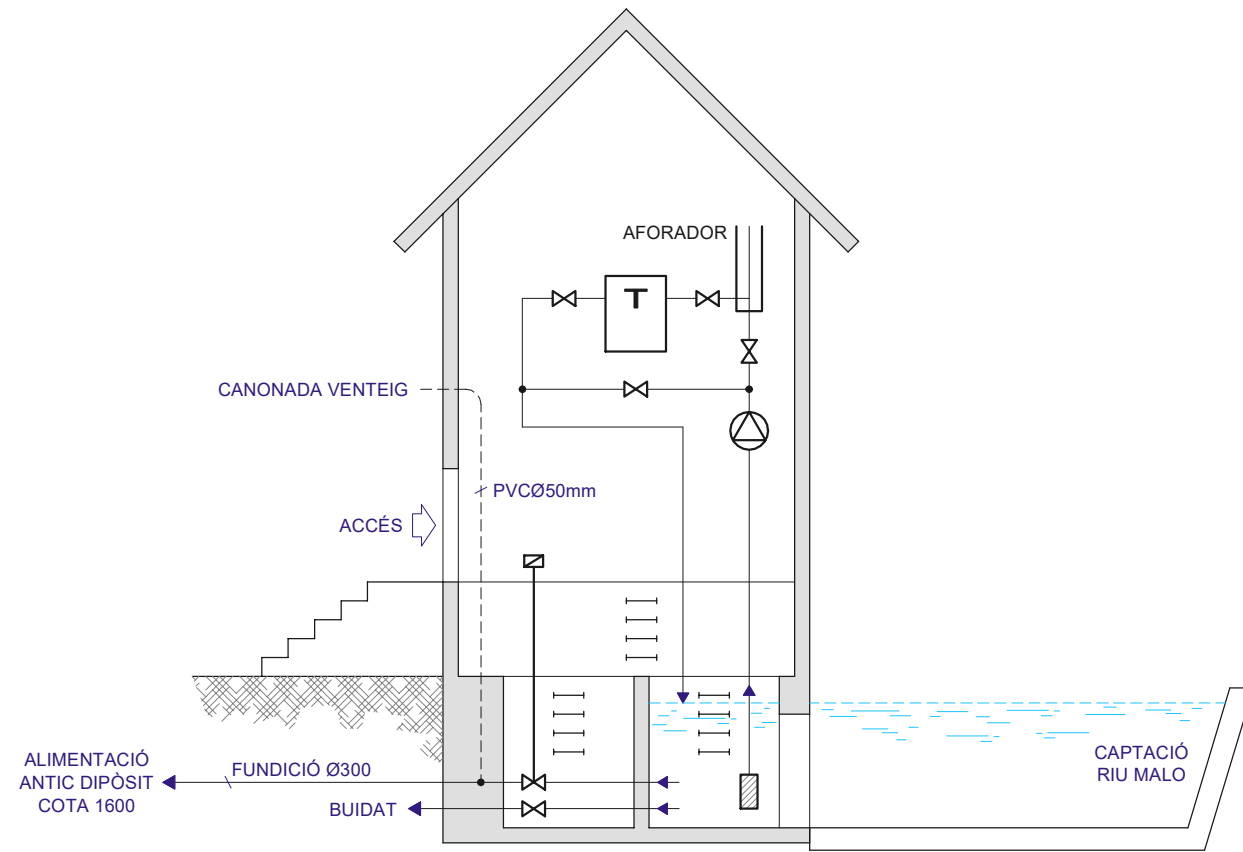 AFORADOR
T
CANONADA VENTEIG
PVCØ50mm
ACCÉS
ALIMENTACIÓ
ANTIC DIPÒSIT
COTA 1600
FUNDICIÓ Ø300
BUIDAT
CAPTACIÓ
RIU MALO